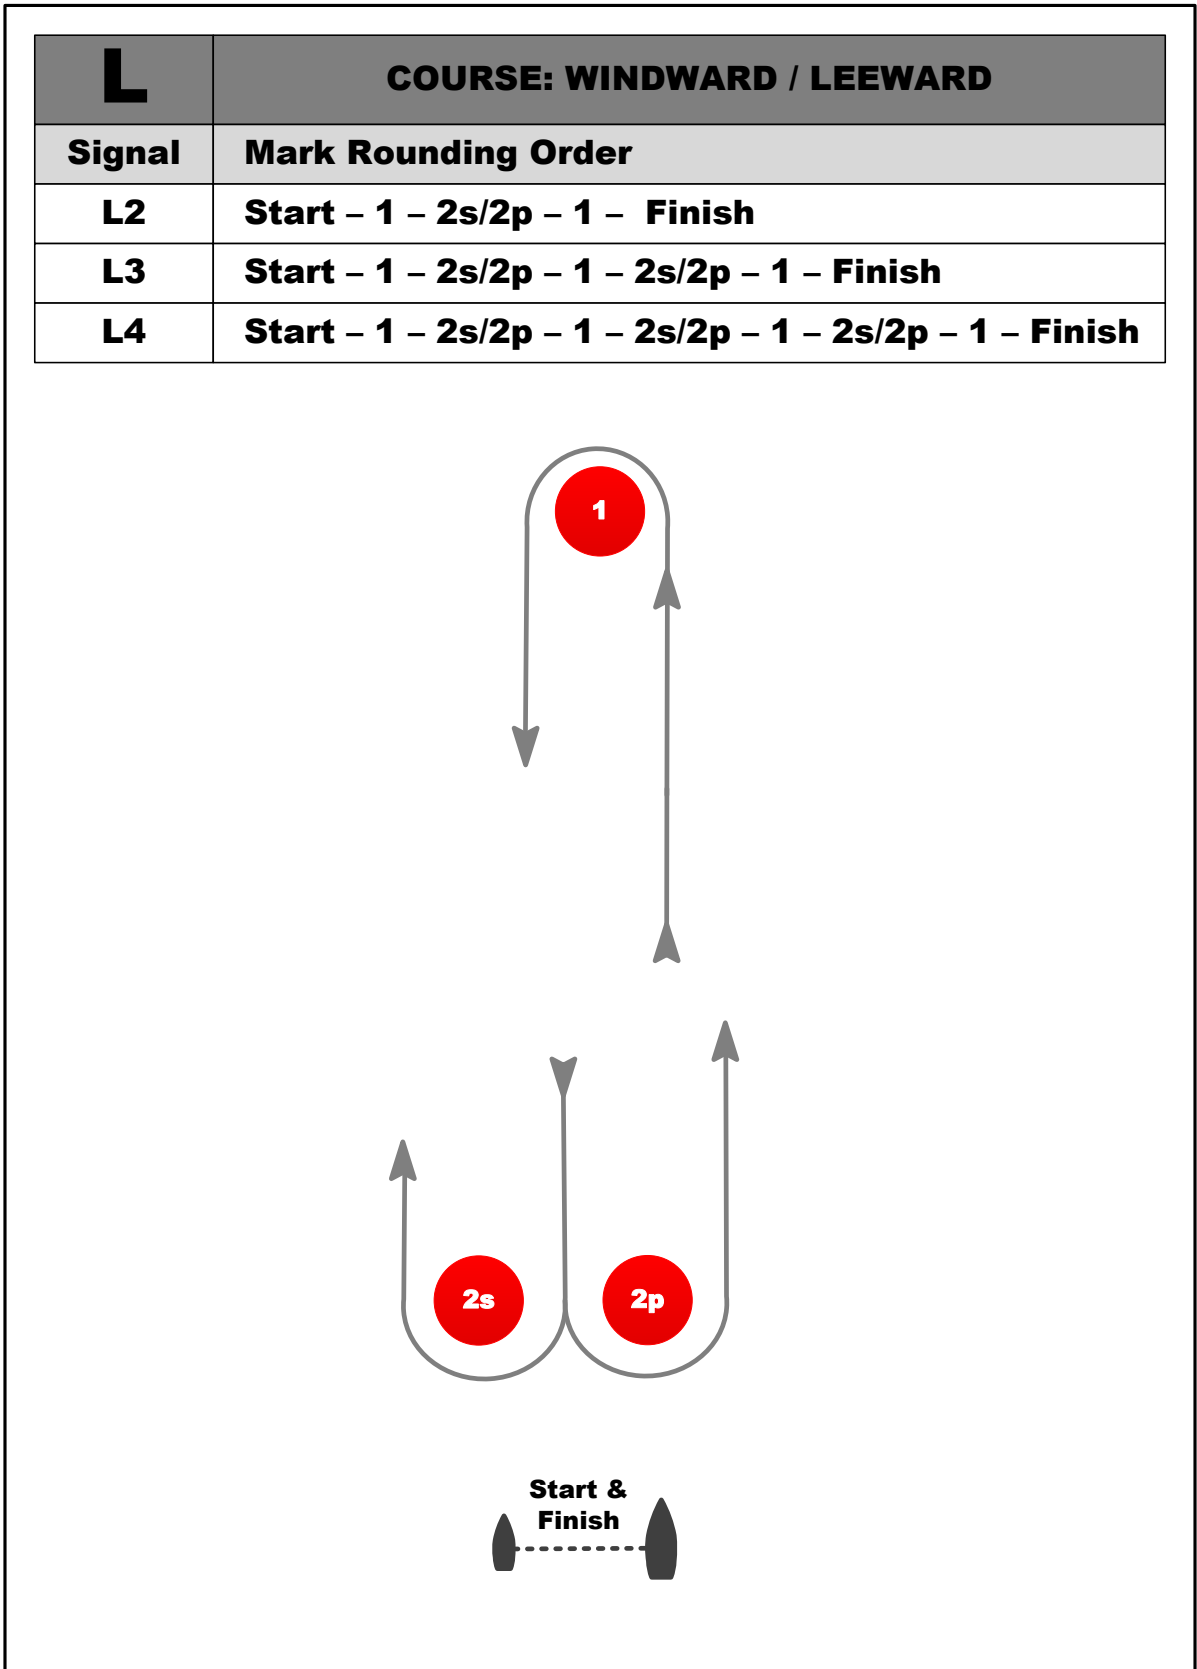 L COURSE: WINDWARD / LEEWARD
Signal Mark Rounding Order
L2 Start – 1 – 2s/2p – 1 – Finish
L3 Start – 1 – 2s/2p – 1 – 2s/2p – 1 – Finish
L4 Start – 1 – 2s/2p – 1 – 2s/2p – 1 – 2s/2p – 1 – Finish
1
2s 2p
Start &
Finish